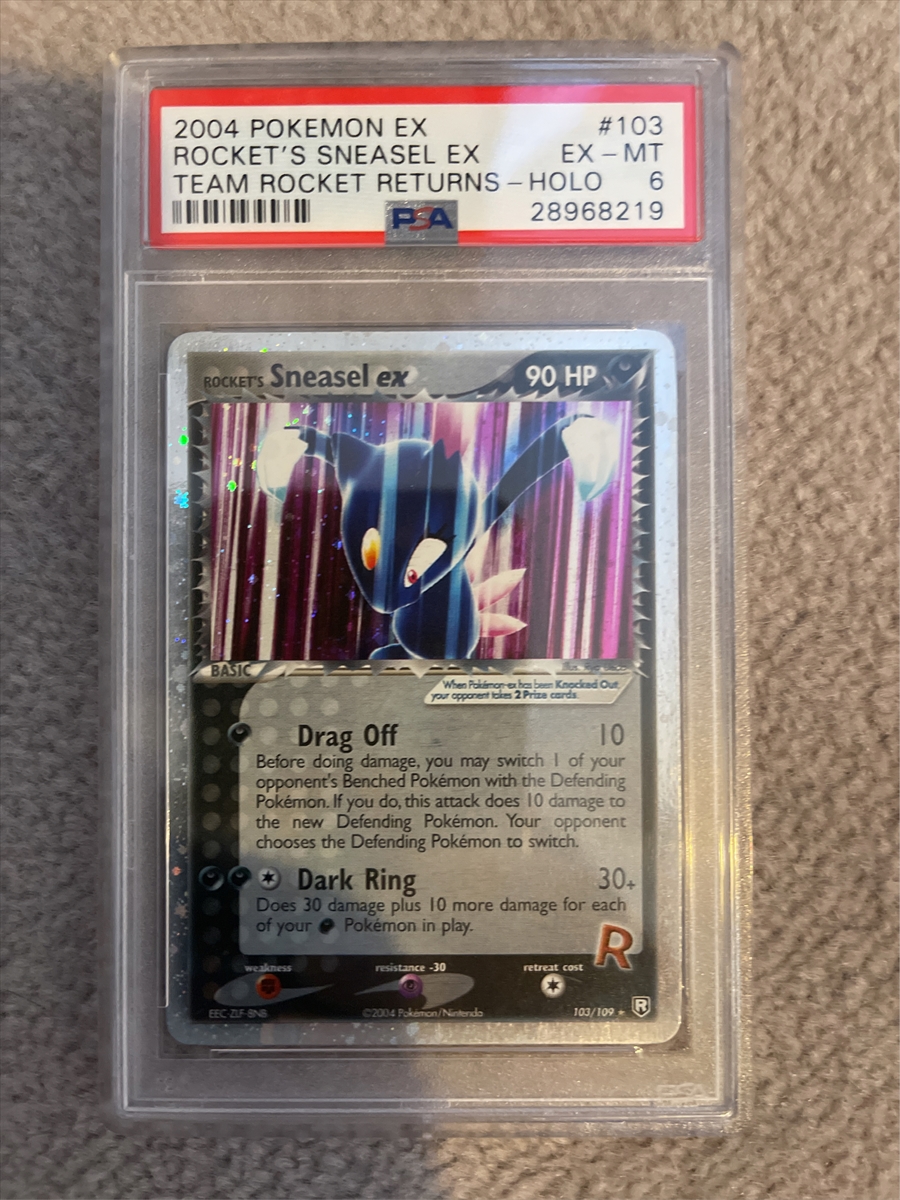 2004 POKEMON EX #103
ROCKET'S SNEASEL EX EX - MT
TEAM ROCKET RETURNS - HOLO 6
28968219
PSA
ROCKET'S Sneasel ex 90 HP
BASIC
When Pokémon-ex has been Knocked Out,
your opponent takes 2 Prize cards.
Drag Off 10
Before doing damage, you may switch 1 of your
opponent's Benched Pokémon with the Defending
Pokémon. If you do, this attack does 10 damage to
the new Defending Pokémon. Your opponent
chooses the Defending Pokémon to switch.
Dark Ring 30+
Does 30 damage plus 10 more damage for each
of your Pokémon in play.
R
weakness resistance -30 retreat cost
EEC-ZLF-8NB ©2004 Pokémon/Nintendo 103/109 R
PSA